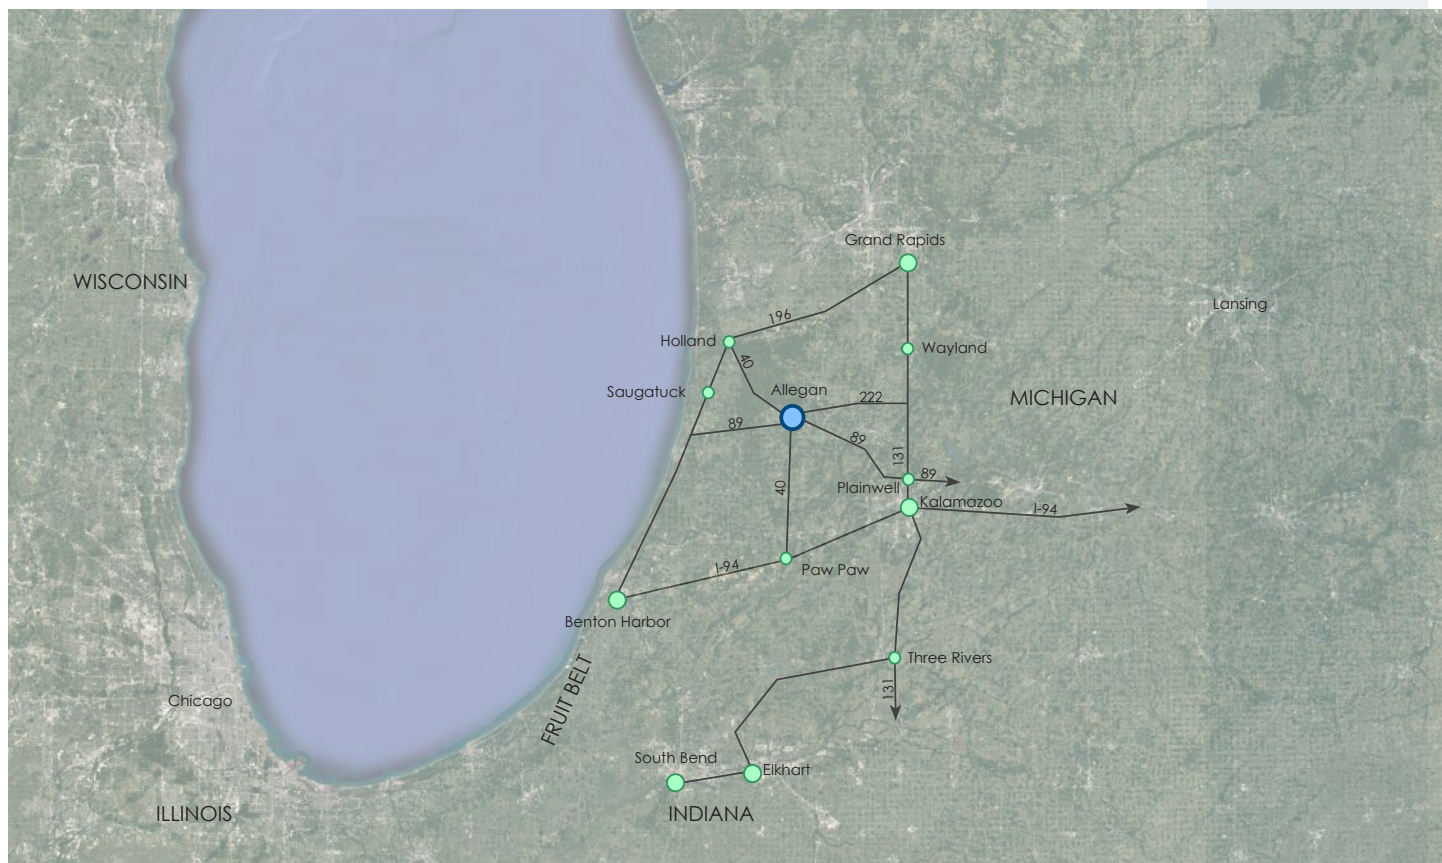 Grand Rapids
WISCONSIN
Lansing
196
Holland
Wayland
40
Saugatuck
Allegan
MICHIGAN
222
89
89
131
89
Plainwell
40
Kalamazoo
I-94
Paw Paw
I-94
Benton Harbor
Three Rivers
131
FRUIT BELT
Chicago
South Bend
Elkhart
ILLINOIS
INDIANA